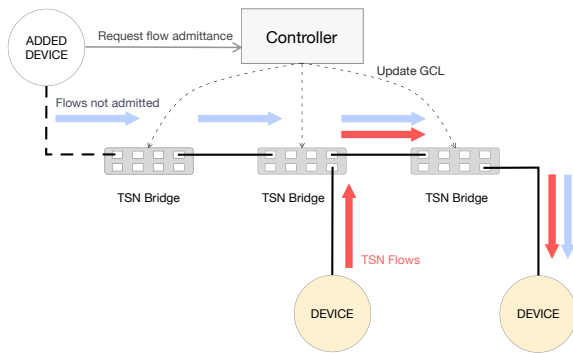 ADDED
DEVICE
Request flow admittance
Controller
Update GCL
Flows not admitted
TSN Bridge
TSN Bridge
TSN Bridge
TSN Flows
DEVICE
DEVICE